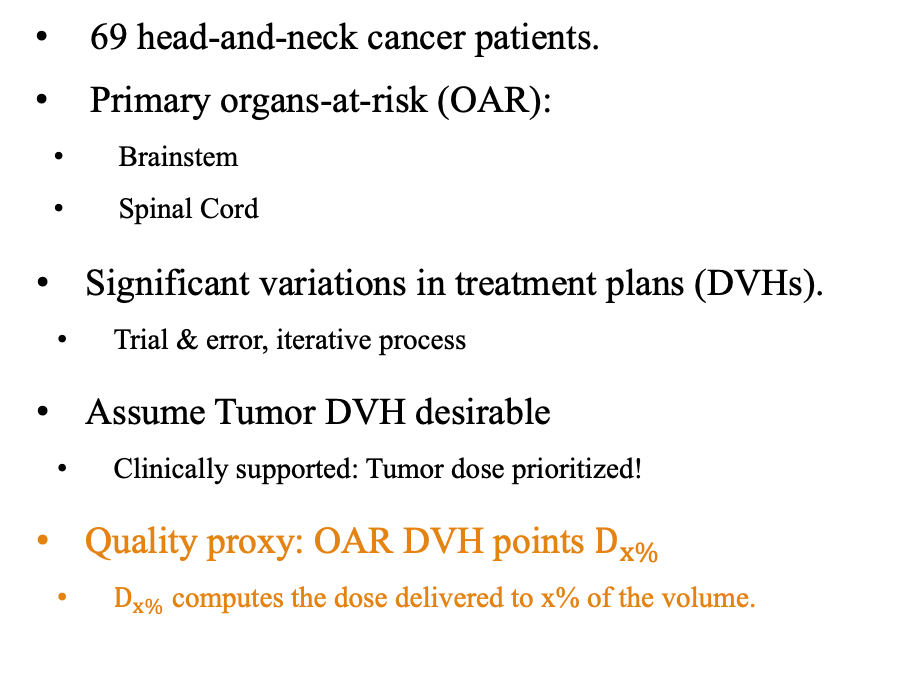 • 69 head-and-neck cancer patients.
• Primary organs-at-risk (OAR):
• Brainstem
• Spinal Cord
• Significant variations in treatment plans (DVHs).
• Trial & error, iterative process
• Assume Tumor DVH desirable
• Clinically supported: Tumor dose prioritized!
• Quality proxy: OAR DVH points Dx%
• Dx% computes the dose delivered to x% of the volume.